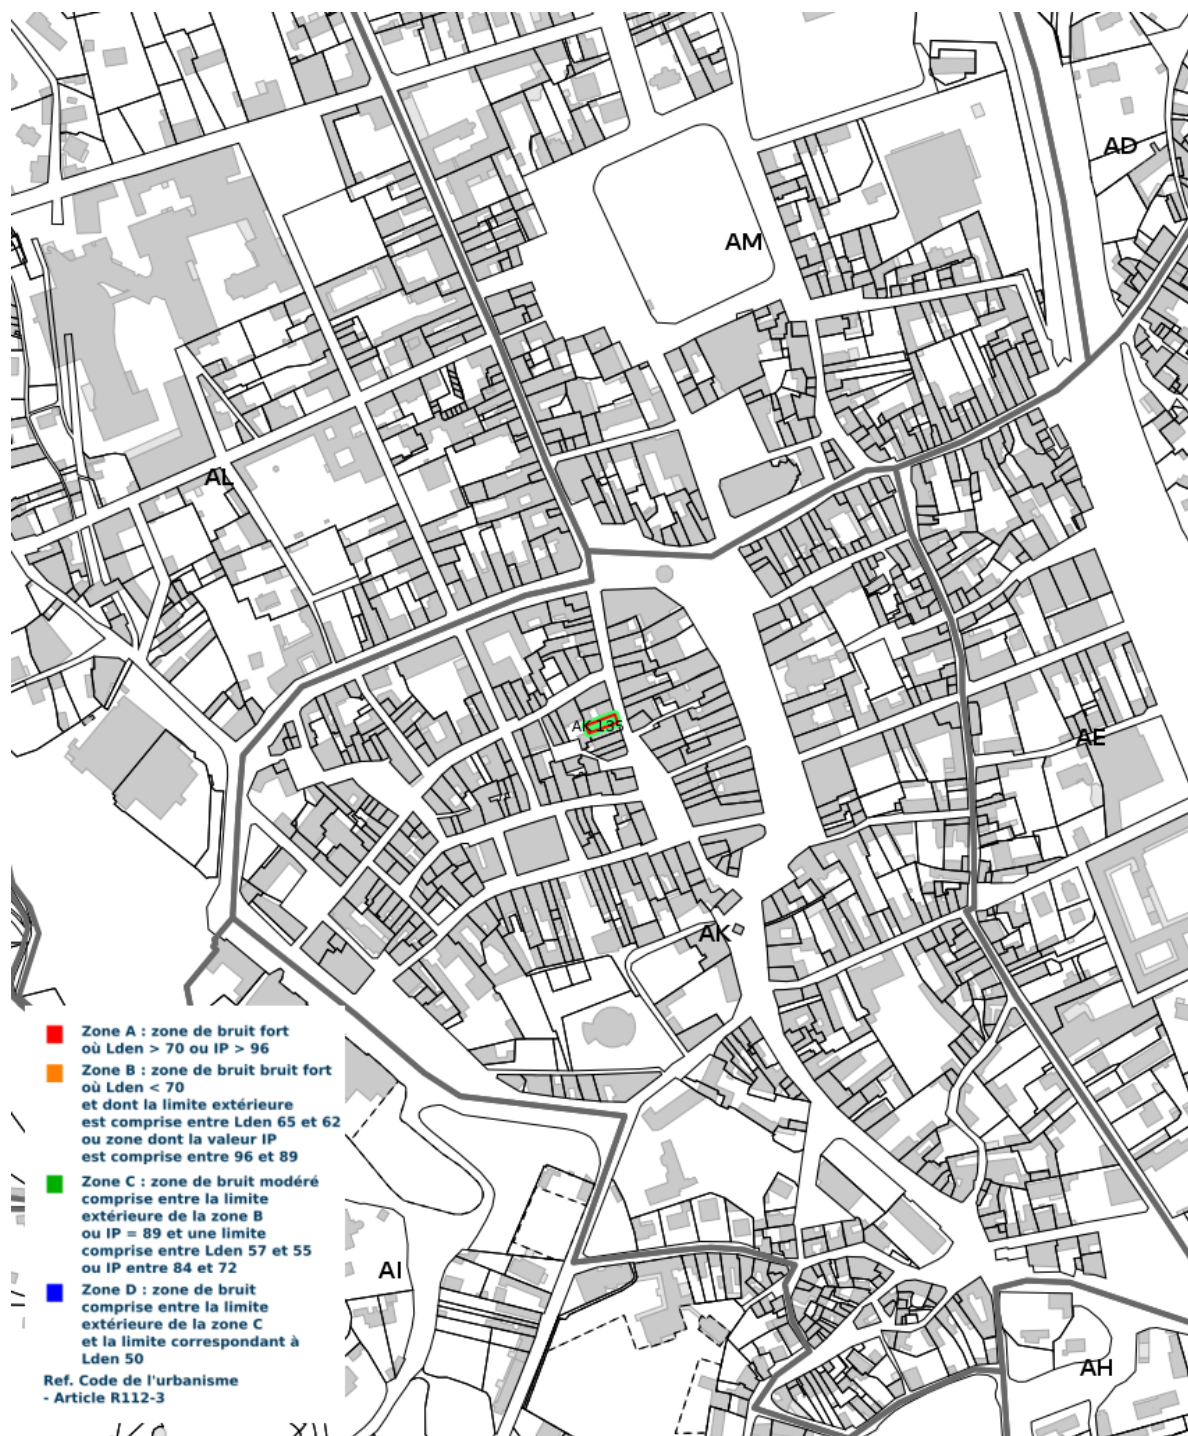 AD
AM
AL
AK 135
AE
AK
Zone A : zone de bruit fort
où Lden > 70 ou IP > 96
Zone B : zone de bruit bruit fort
où Lden < 70
et dont la limite extérieure
est comprise entre Lden 65 et 62
ou zone dont la valeur IP
est comprise entre 96 et 89
Zone C : zone de bruit modéré
comprise entre la limite
extérieure de la zone B
ou IP = 89 et une limite
comprise entre Lden 57 et 55
ou IP entre 84 et 72
AI
Zone D : zone de bruit
comprise entre la limite
extérieure de la zone C
et la limite correspondant à
Lden 50
AH
Ref. Code de l'urbanisme
- Article R112-3